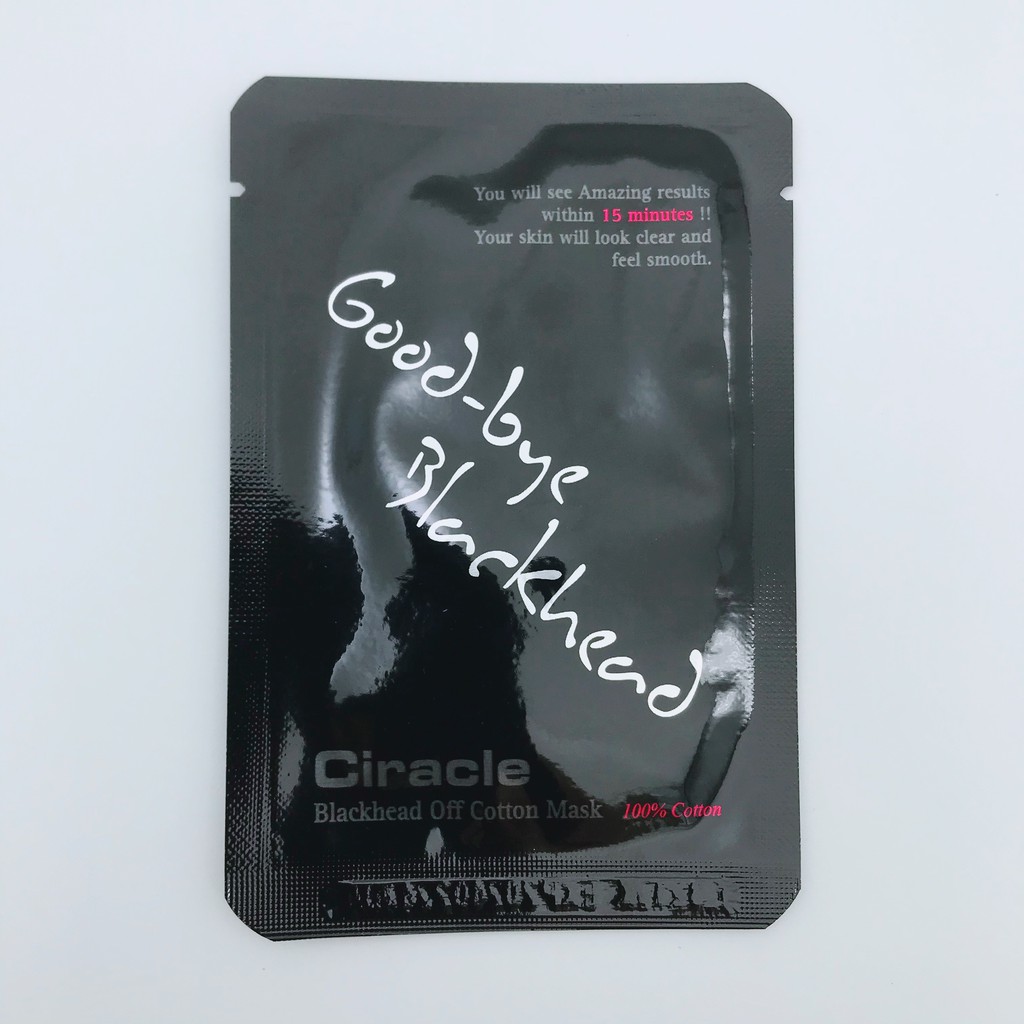 You will see Amazing results
within 15 minutes !!
Your skin will look clear and
feel smooth.
Good-bye
Blackhead
Ciracle
Blackhead Off Cotton Mask 100% Cotton